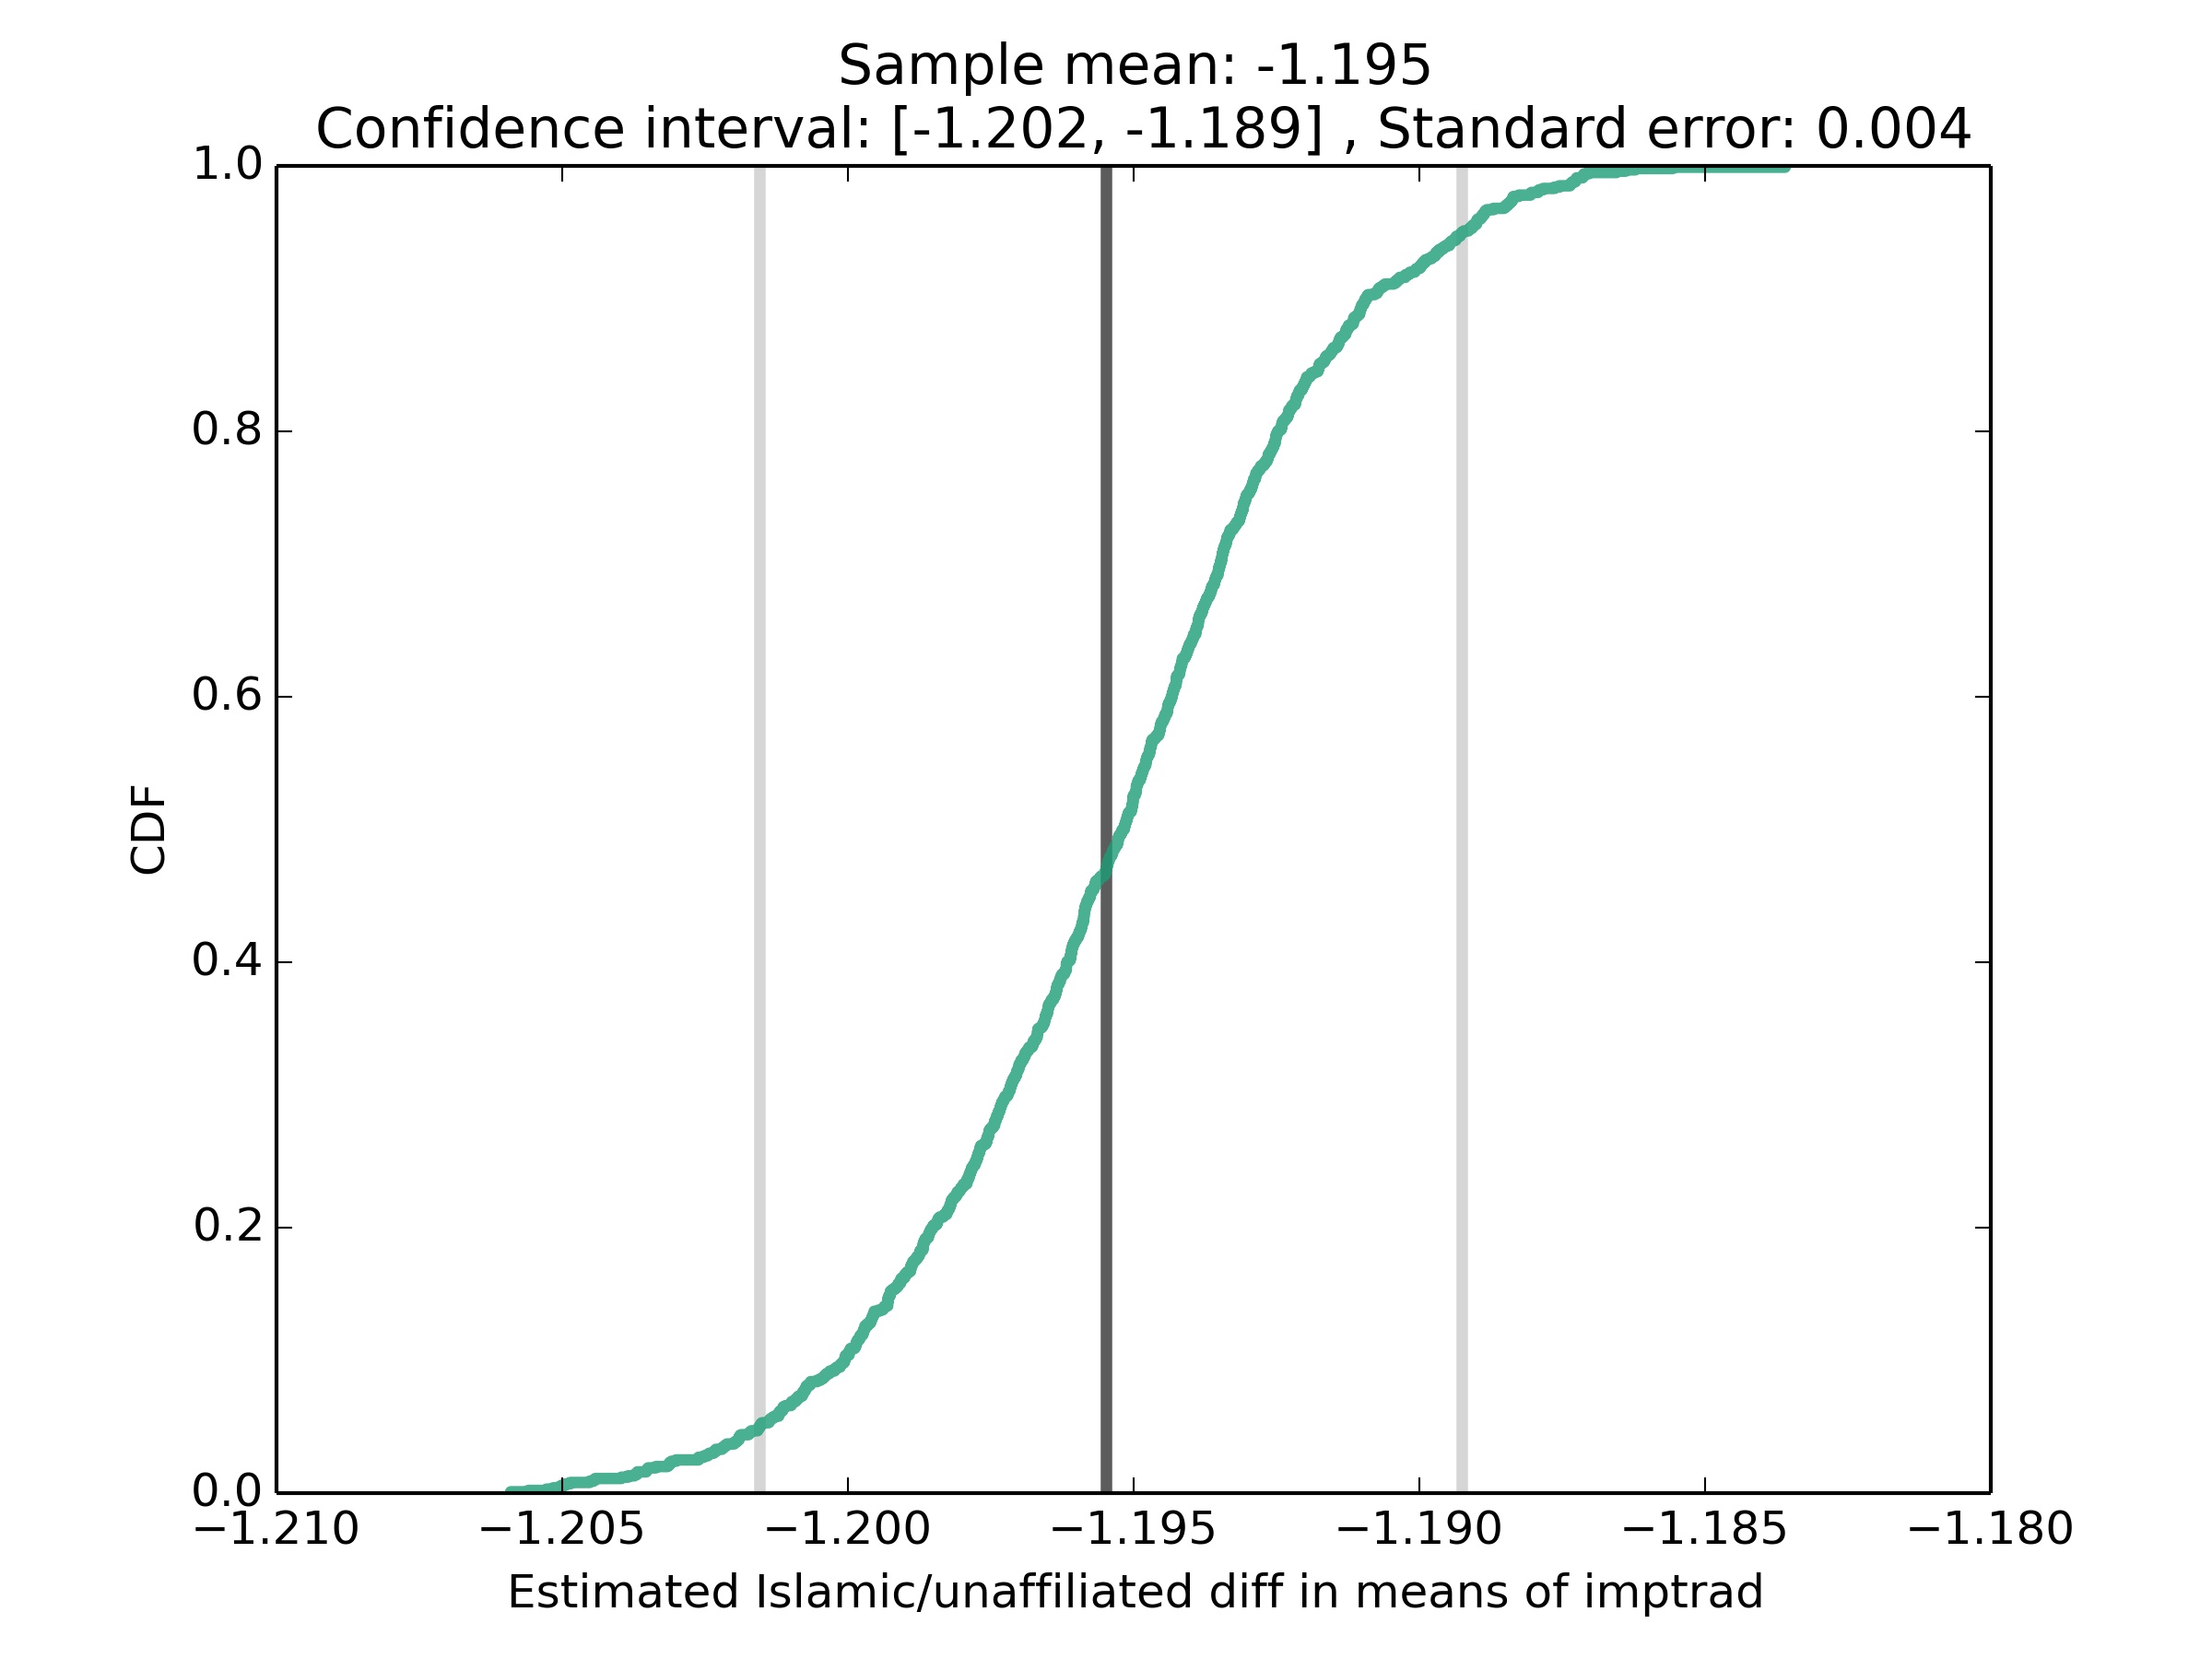 Sample mean: -1.195
Confidence interval: [-1.202, -1.189] , Standard error: 0.004
1.0
0.8
0.6
0.4
0.2
0.0
CDF
−1.210 −1.205 −1.200 −1.195 −1.190 −1.185 −1.180
Estimated Islamic/unaffiliated diff in means of imptrad